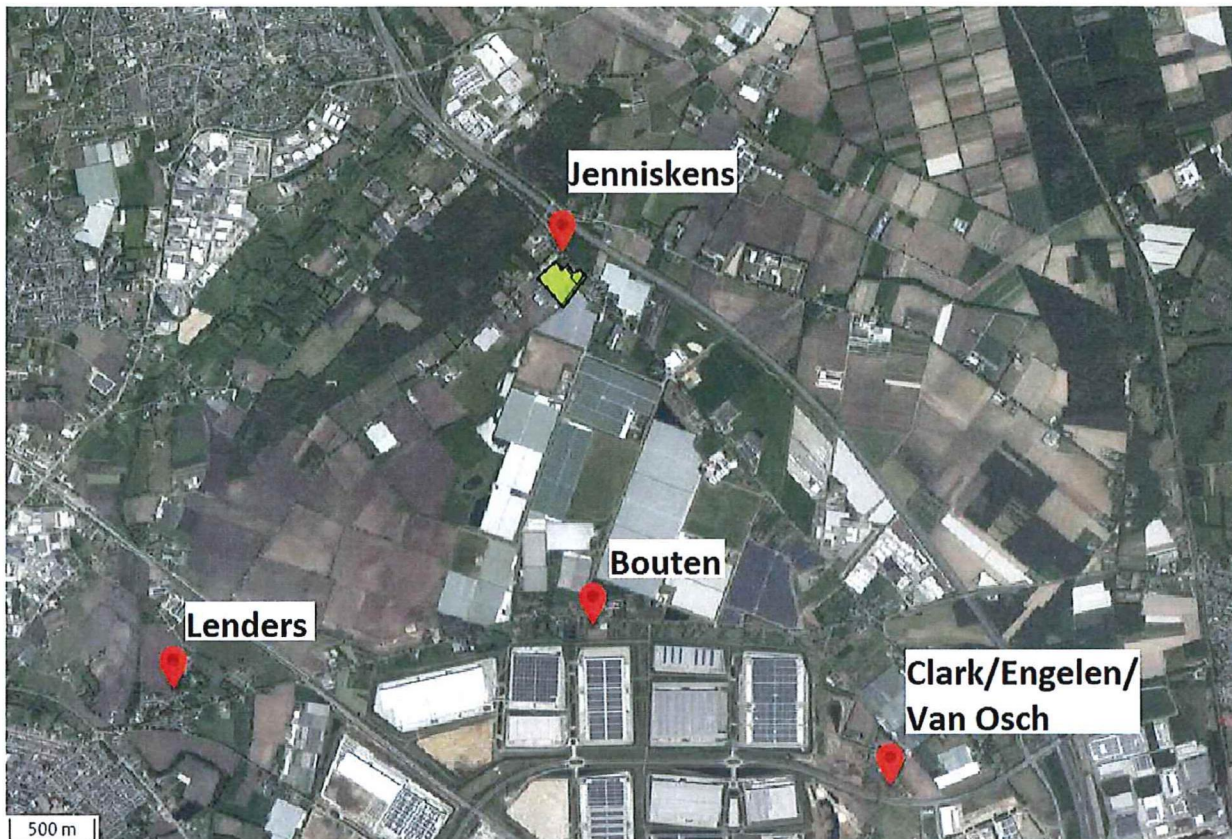 Jenniskens
Bouten
Lenders
Clark/Engelen/
Van Osch
500 m